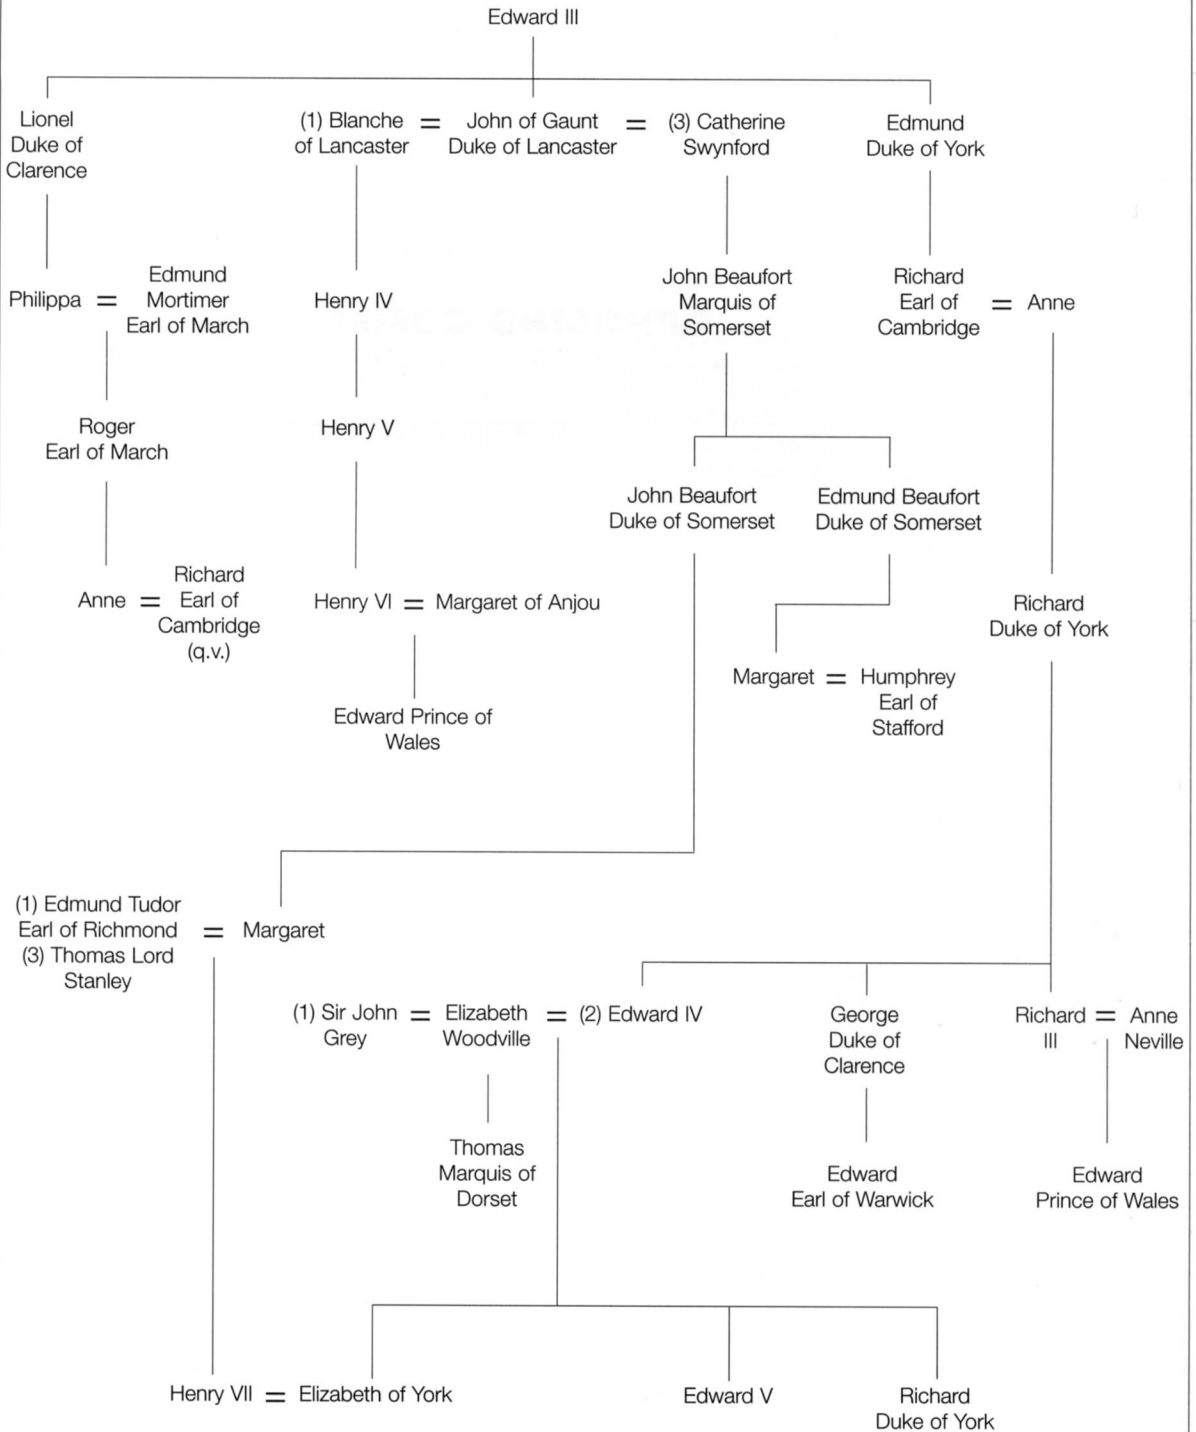 Edward III
Lionel
Duke of
Clarence
(1) Blanche = John of Gaunt = (3) Catherine
of Lancaster Duke of Lancaster Swynford
Edmund
Duke of York
Philippa = Edmund
Mortimer
Earl of March
Henry IV
John Beaufort
Marquis of
Somerset
Richard
Earl of
Cambridge = Anne
Roger
Earl of March
Henry V
John Beaufort
Duke of Somerset
Edmund Beaufort
Duke of Somerset
Anne = Richard
Earl of
Cambridge
(q.v.)
Henry VI = Margaret of Anjou
Richard
Duke of York
Margaret = Humphrey
Earl of
Stafford
Edward Prince of
Wales
(1) Edmund Tudor
Earl of Richmond = Margaret
(3) Thomas Lord
Stanley
(1) Sir John = Elizabeth = (2) Edward IV
Grey Woodville
George
Duke of
Clarence
Richard = Anne
III Neville
Thomas
Marquis of
Dorset
Edward
Earl of Warwick
Edward
Prince of Wales
Henry VII = Elizabeth of York
Edward V
Richard
Duke of York